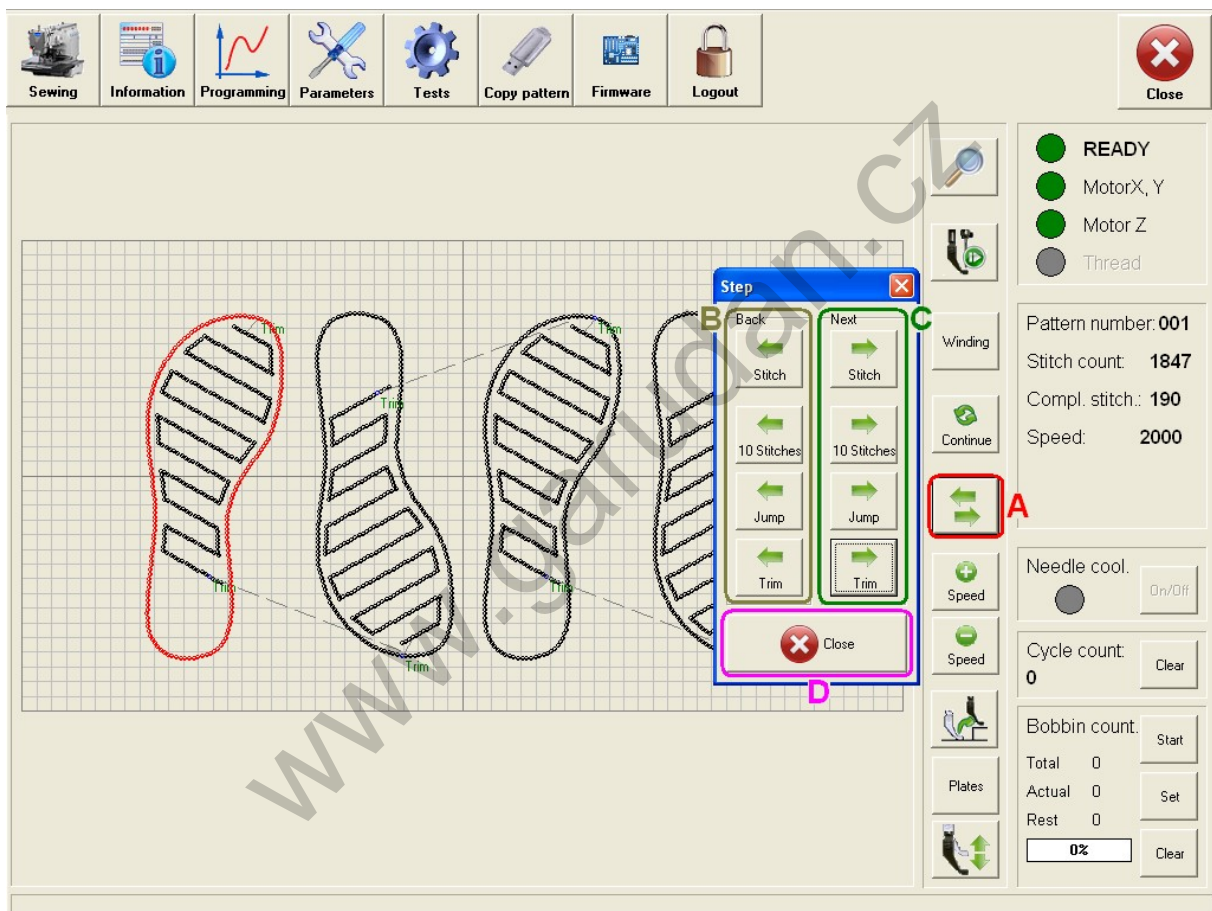 Sewing
Information
Programming
Parameters
Tests
Copy pattern
Firmware
Logout
Close
READY
MotorX, Y
Motor Z
Thread
Pattern number: 001
Stitch count: 1847
Compl. stitch.: 190
Speed: 2000
Winding
Continue
A
Speed
Speed
Plates
Needle cool.
On/Off
Cycle count:
0
Clear
Bobbin count.
Start
Total 0
Actual 0
Set
Rest 0
0%
Clear
Step
B
Back
Next
C
Stitch
Stitch
10 Stitches
10 Stitches
Jump
Jump
Trim
Trim
Close
D
Trim
Trim
Trim
Trim
Trim
Trim
www.garudan.cz